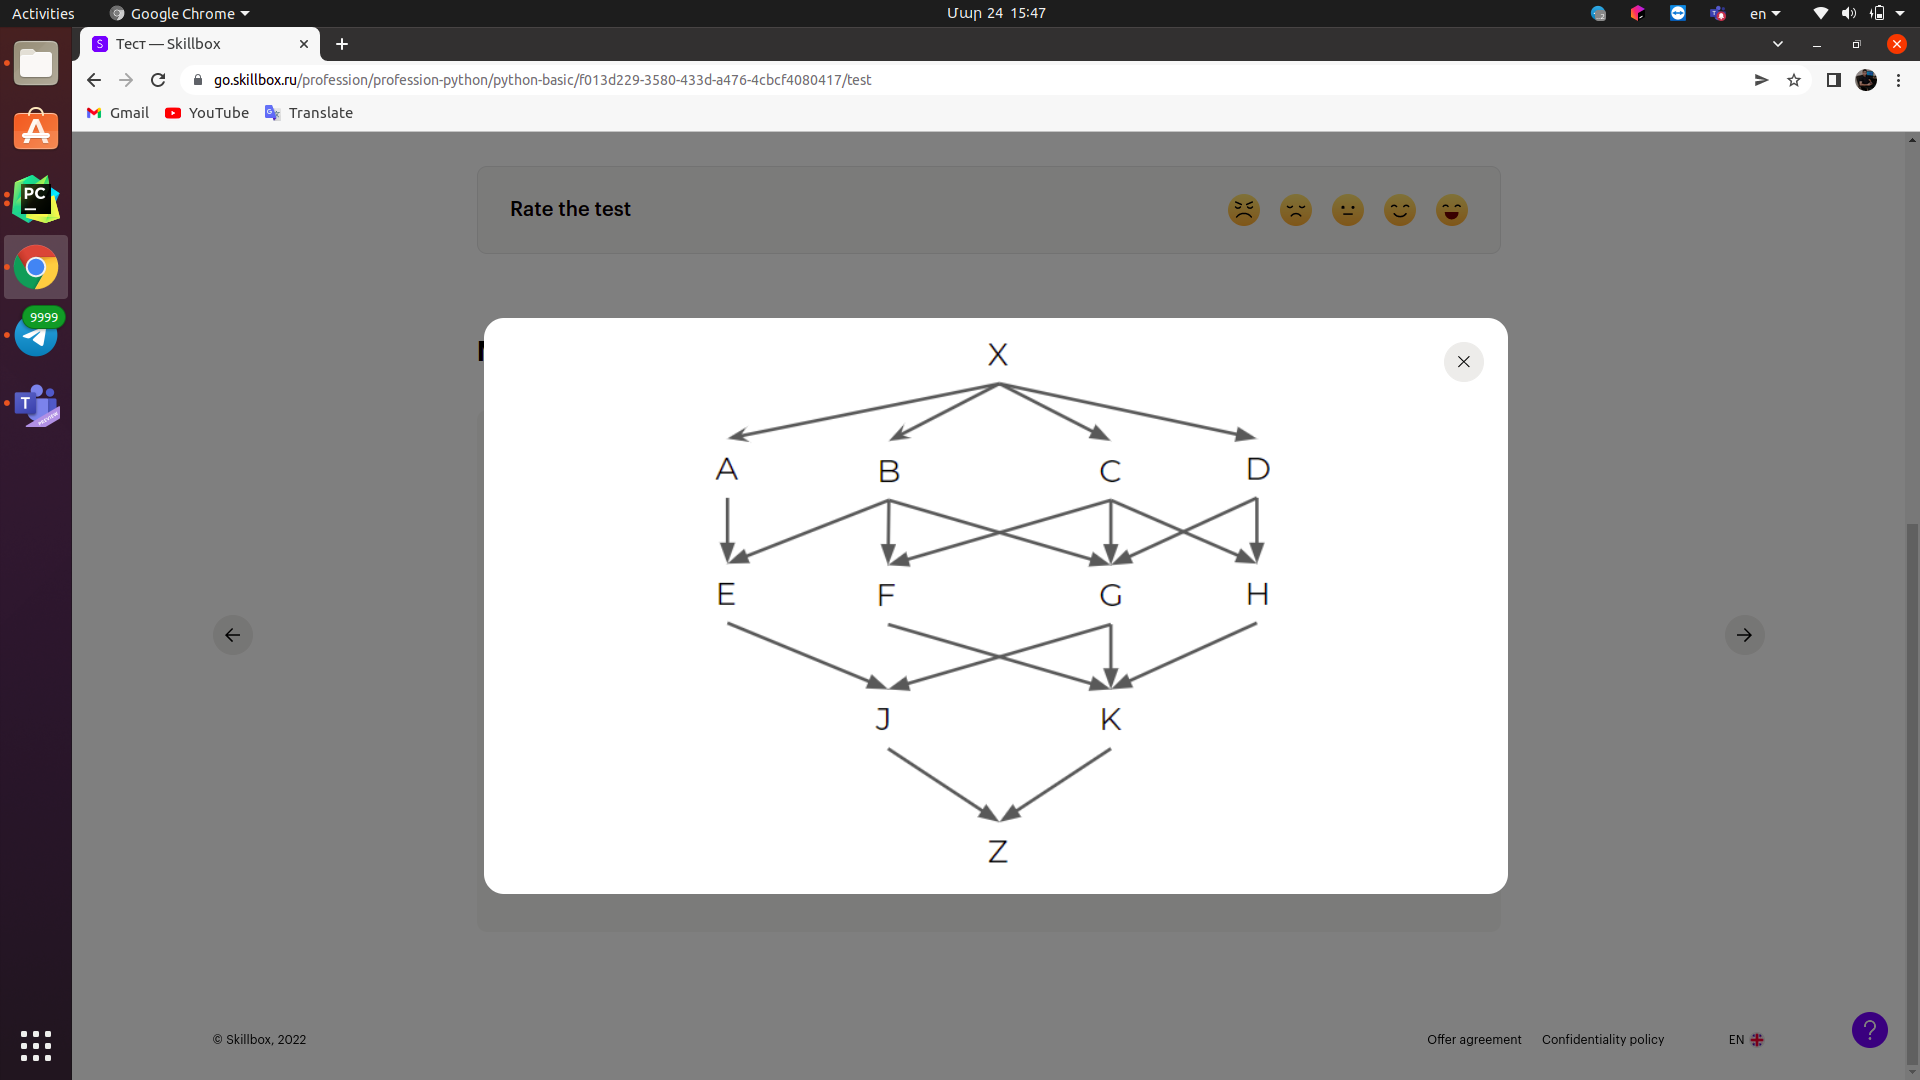 Activities Google Chrome Մար 24 15:47 en
Тест — Skillbox
go.skillbox.ru/profession/profession-python/python-basic/f013d229-3580-433d-a476-4cbcf4080417/test
Gmail YouTube Translate
PC
9999
T
Rate the test
X
A B C D
E F G H
J K
Z
© Skillbox, 2022 Offer agreement Confidentiality policy EN
?